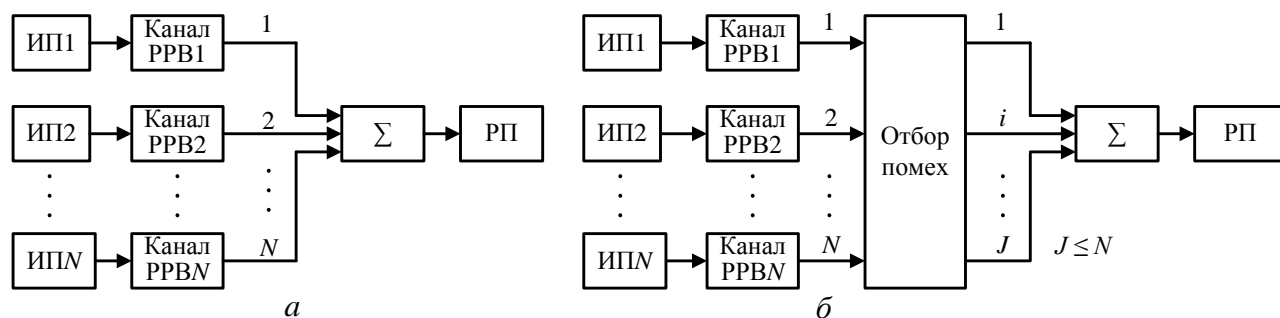 ИП1
Канал
РРВ1
1
ИП2
Канал
РРВ2
2
Σ
РП
ИПN
Канал
РРВN
N
а
ИП1
Канал
РРВ1
1
ИП2
Канал
РРВ2
2
ИПN
Канал
РРВN
N
Отбор
помех
1
i
J
J ≤ N
Σ
РП
б